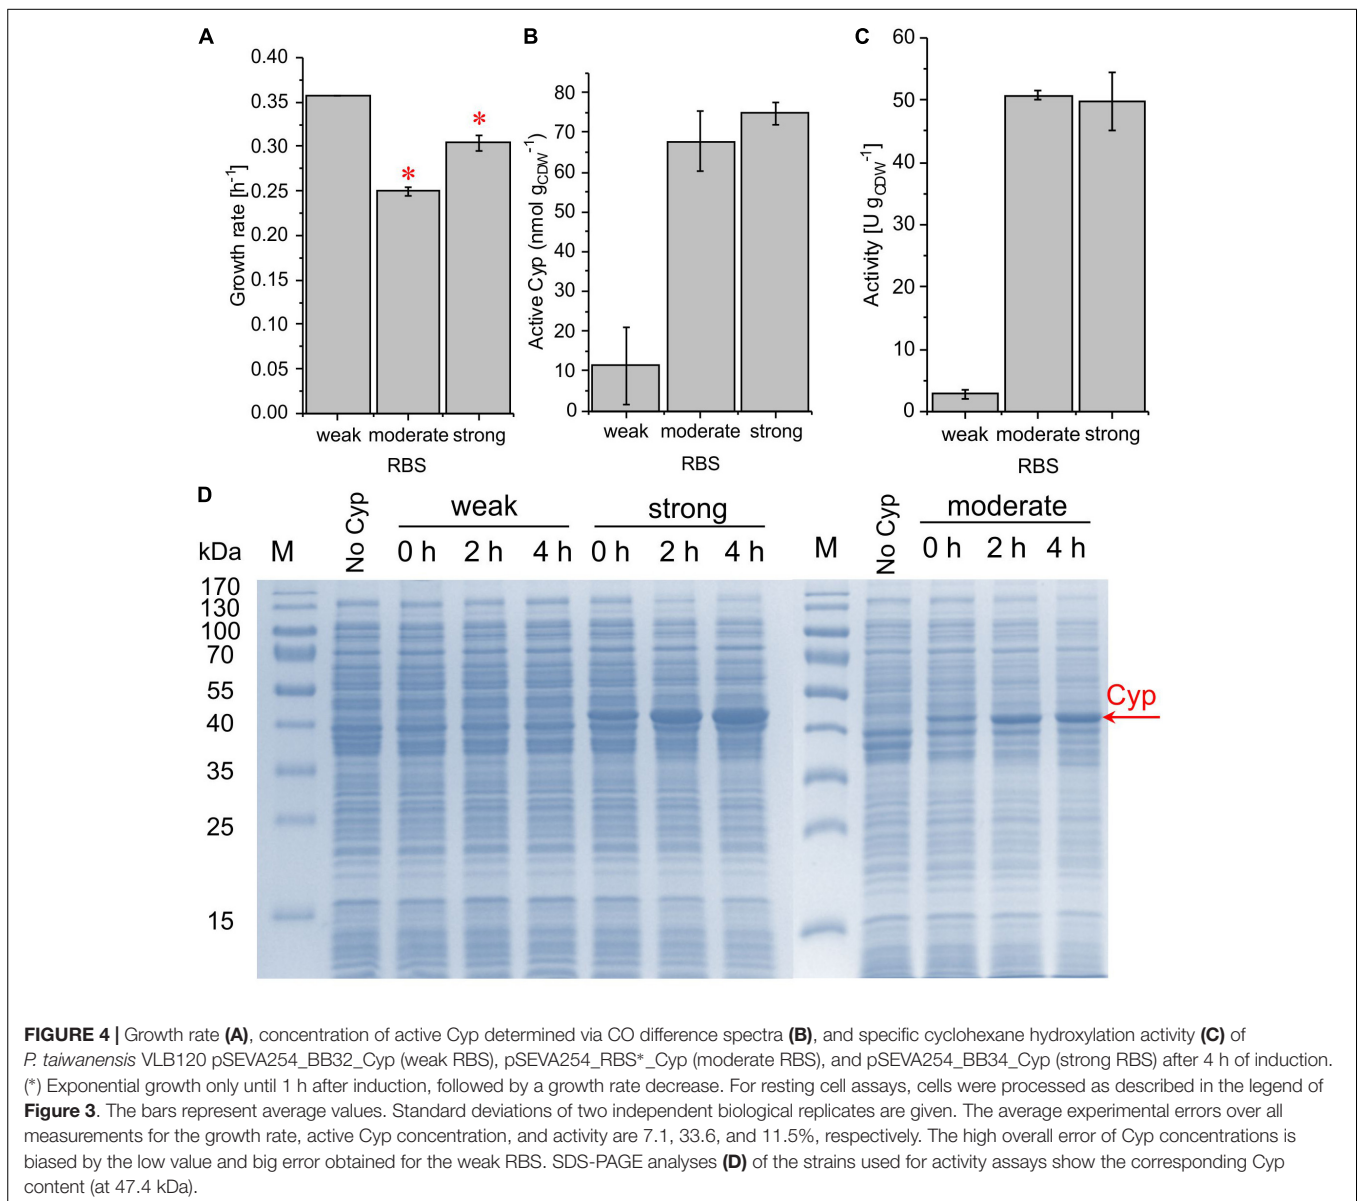 A
B
C
0.40
0.35
0.30
0.25
0.20
0.15
0.10
0.05
0.00
Growth rate [h⁻¹]
*
*
weak moderate strong
RBS
80
70
60
50
40
30
20
10
0
Active Cyp (nmol g_CDW⁻¹)
weak moderate strong
RBS
60
50
40
30
20
10
0
Activity [U g_CDW⁻¹]
weak moderate strong
RBS
D
weak strong moderate
kDa M No Cyp 0 h 2 h 4 h 0 h 2 h 4 h M No Cyp 0 h 2 h 4 h
170
130
100
70
55
40
35
25
15
Cyp
FIGURE 4 | Growth rate (A), concentration of active Cyp determined via CO difference spectra (B), and specific cyclohexane hydroxylation activity (C) of
P. taiwanensis VLB120 pSEVA254_BB32_Cyp (weak RBS), pSEVA254_RBS*_Cyp (moderate RBS), and pSEVA254_BB34_Cyp (strong RBS) after 4 h of induction.
(*) Exponential growth only until 1 h after induction, followed by a growth rate decrease. For resting cell assays, cells were processed as described in the legend of
Figure 3. The bars represent average values. Standard deviations of two independent biological replicates are given. The average experimental errors over all
measurements for the growth rate, active Cyp concentration, and activity are 7.1, 33.6, and 11.5%, respectively. The high overall error of Cyp concentrations is
biased by the low value and big error obtained for the weak RBS. SDS-PAGE analyses (D) of the strains used for activity assays show the corresponding Cyp
content (at 47.4 kDa).